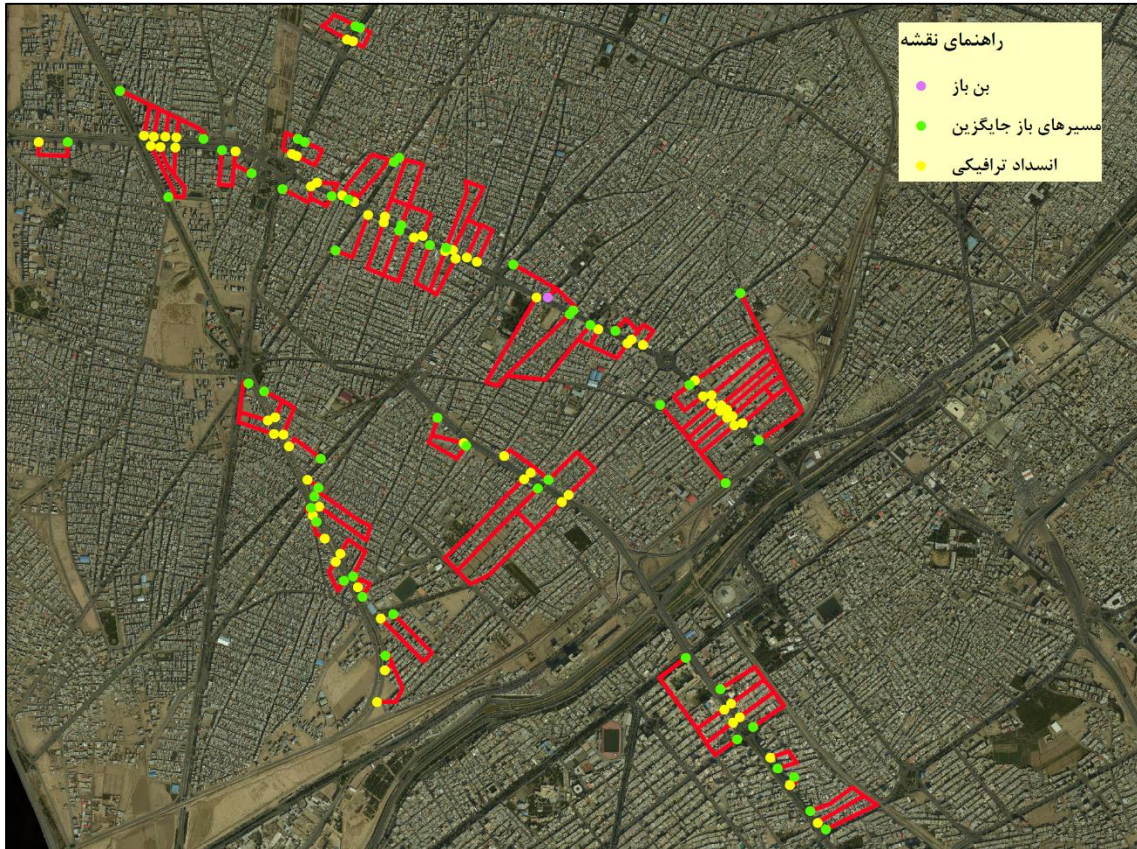 راهنمای نقشه
بن باز
مسیرهای باز جایگزین
انسداد ترافیکی